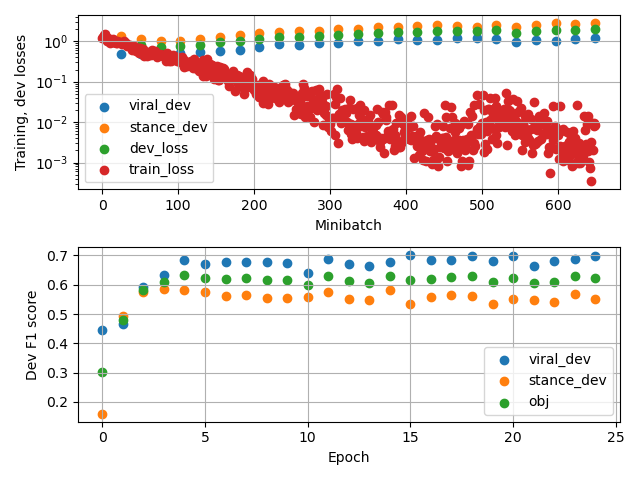 Training, dev losses
10⁰
10⁻¹
10⁻²
10⁻³
viral_dev
stance_dev
dev_loss
train_loss
0 100 200 300 400 500 600
Minibatch
Dev F1 score
0.7
0.6
0.5
0.4
0.3
0.2
viral_dev
stance_dev
obj
0 5 10 15 20 25
Epoch